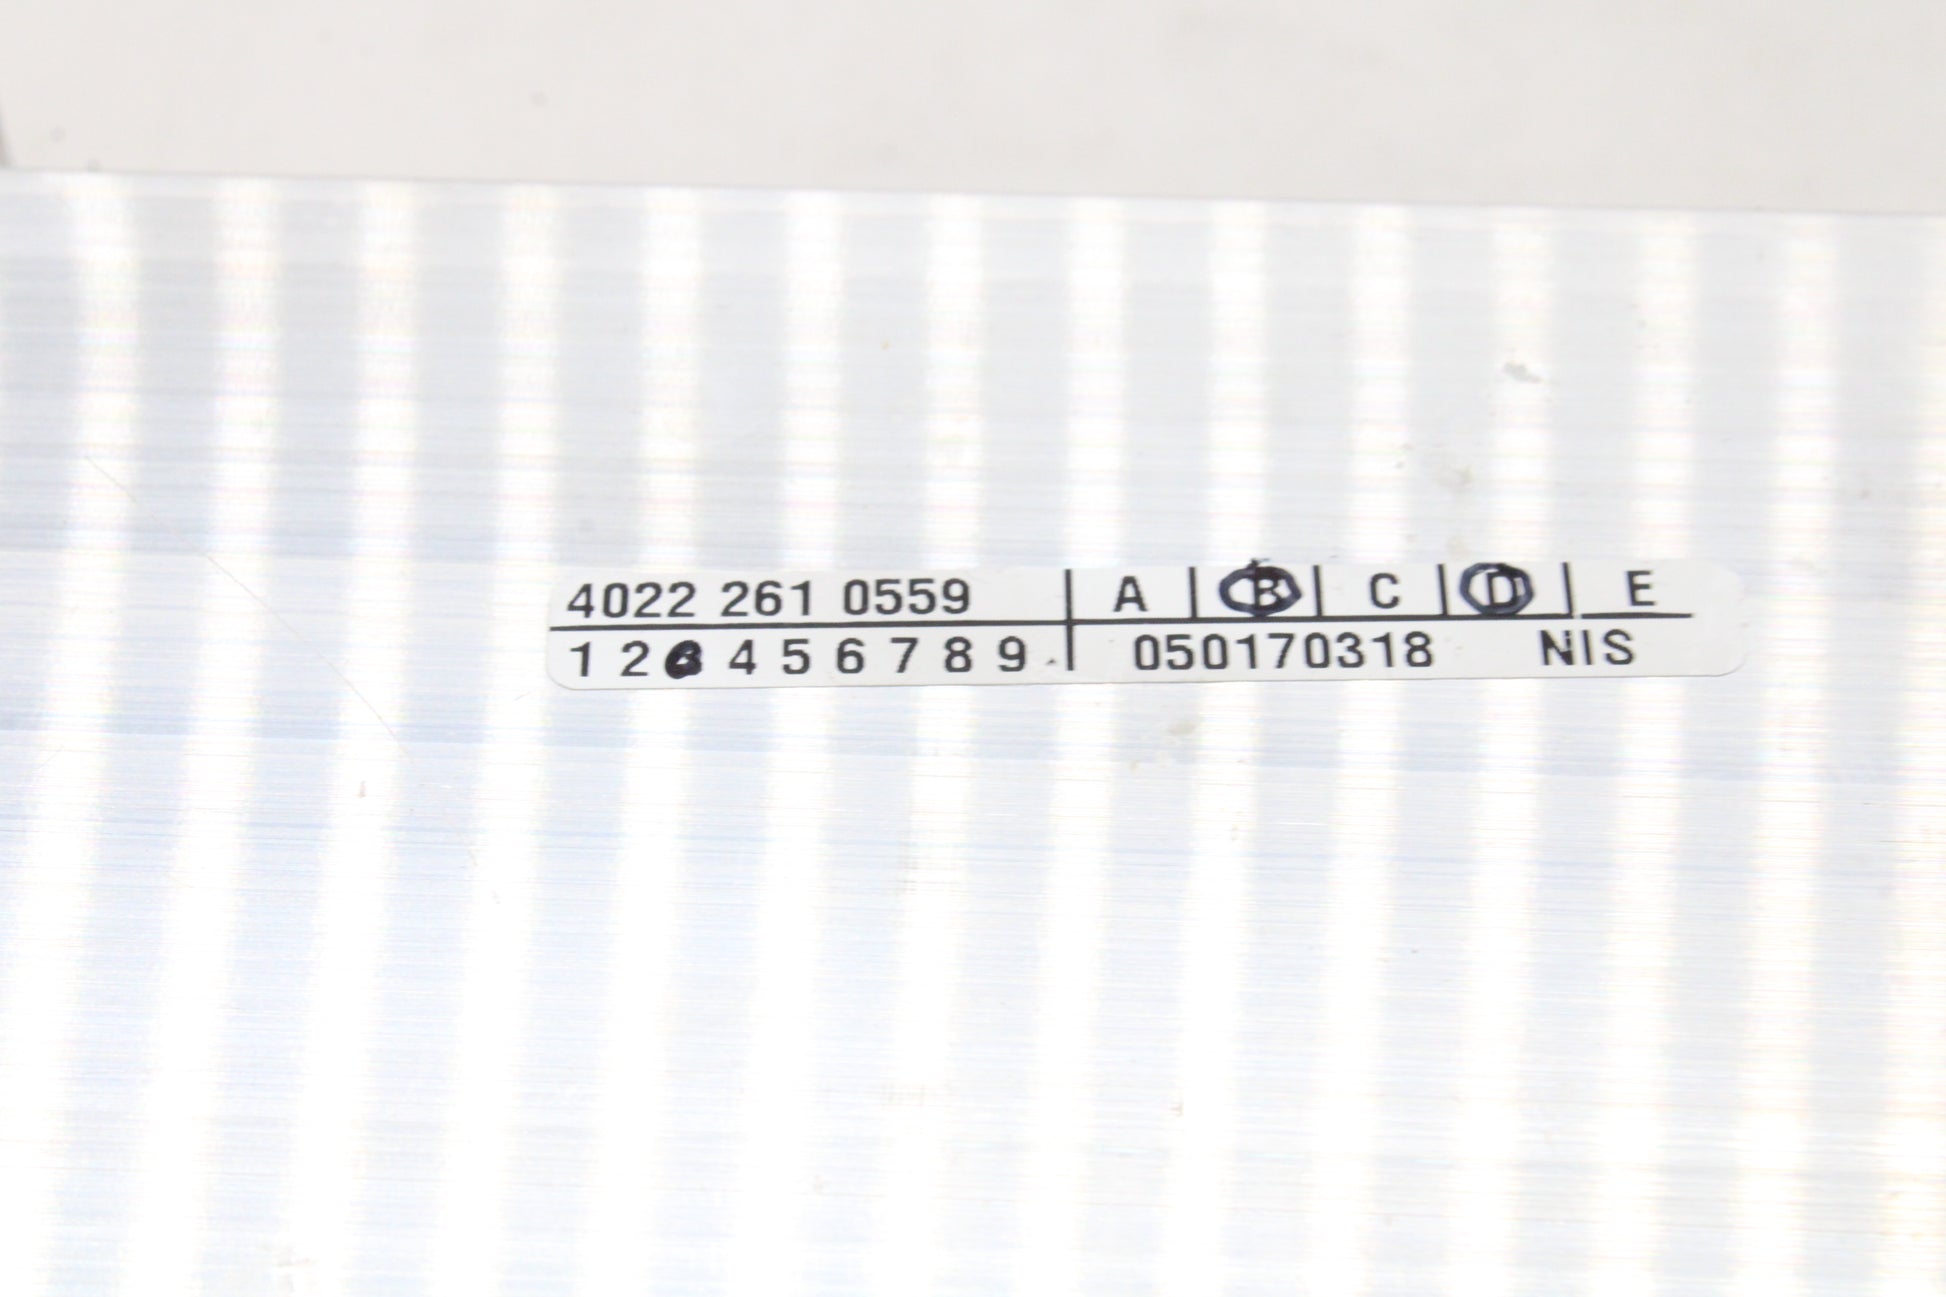 4022 261 0559 A | B | C | D | E
1 2 3 4 5 6 7 8 9 . 050170318 NIS